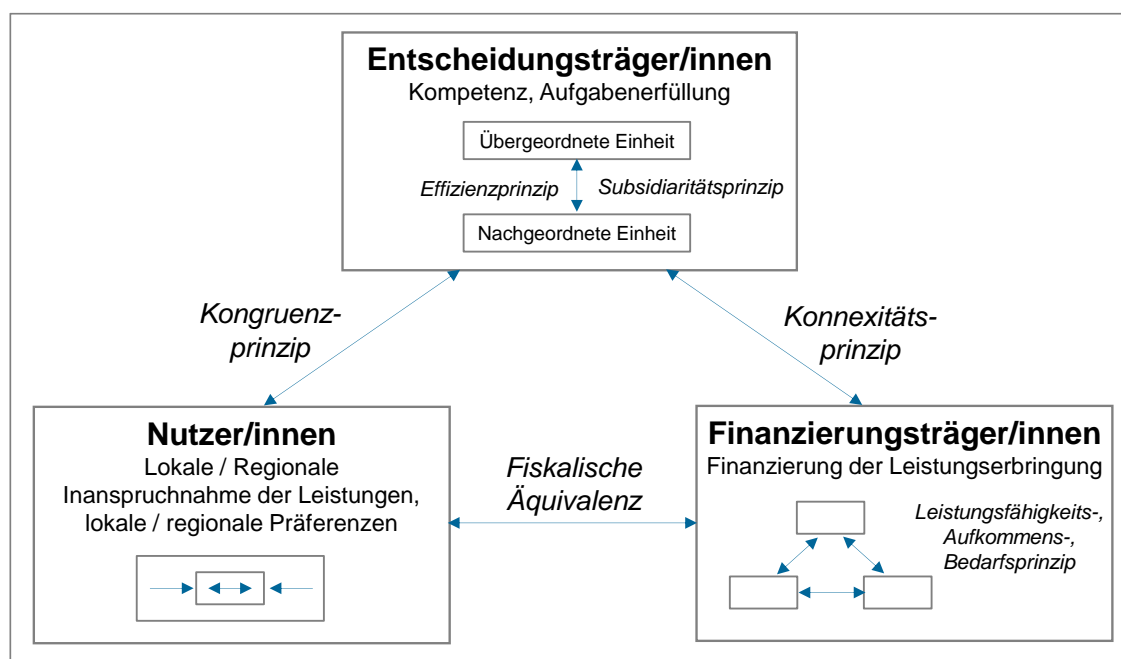 Entscheidungsträger/innen
Kompetenz, Aufgabenerfüllung
Übergeordnete Einheit
Effizienzprinzip
Subsidiaritätsprinzip
Nachgeordnete Einheit
Kongruenz-
prinzip
Konnexitäts-
prinzip
Nutzer/innen
Lokale / Regionale
Inanspruchnahme der Leistungen,
lokale / regionale Präferenzen
Fiskalische
Äquivalenz
Finanzierungsträger/innen
Finanzierung der Leistungserbringung
Leistungsfähigkeits-,
Aufkommens-,
Bedarfsprinzip